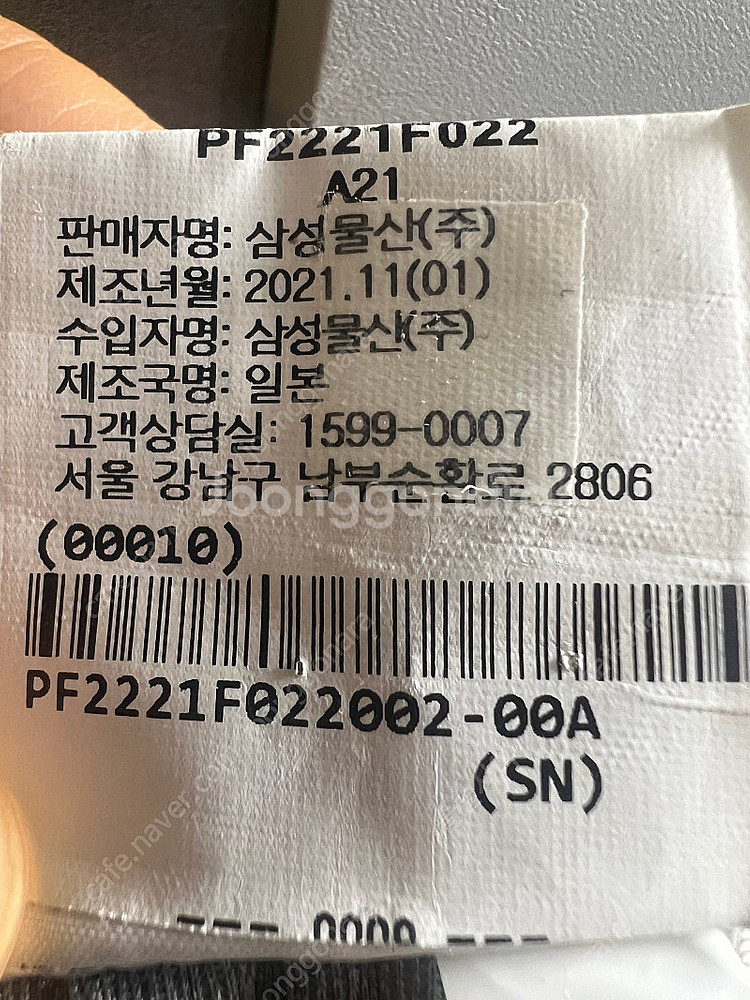 PF2221F022
A21
판매자명: 삼성물산(주)
제조년월: 2021.11(01)
수입자명: 삼성물산(주)
제조국명: 일본
고객상담실: 1599-0007
서울 강남구 남부순환로 2806
(00010)
PF2221F022002-00A
(SN)